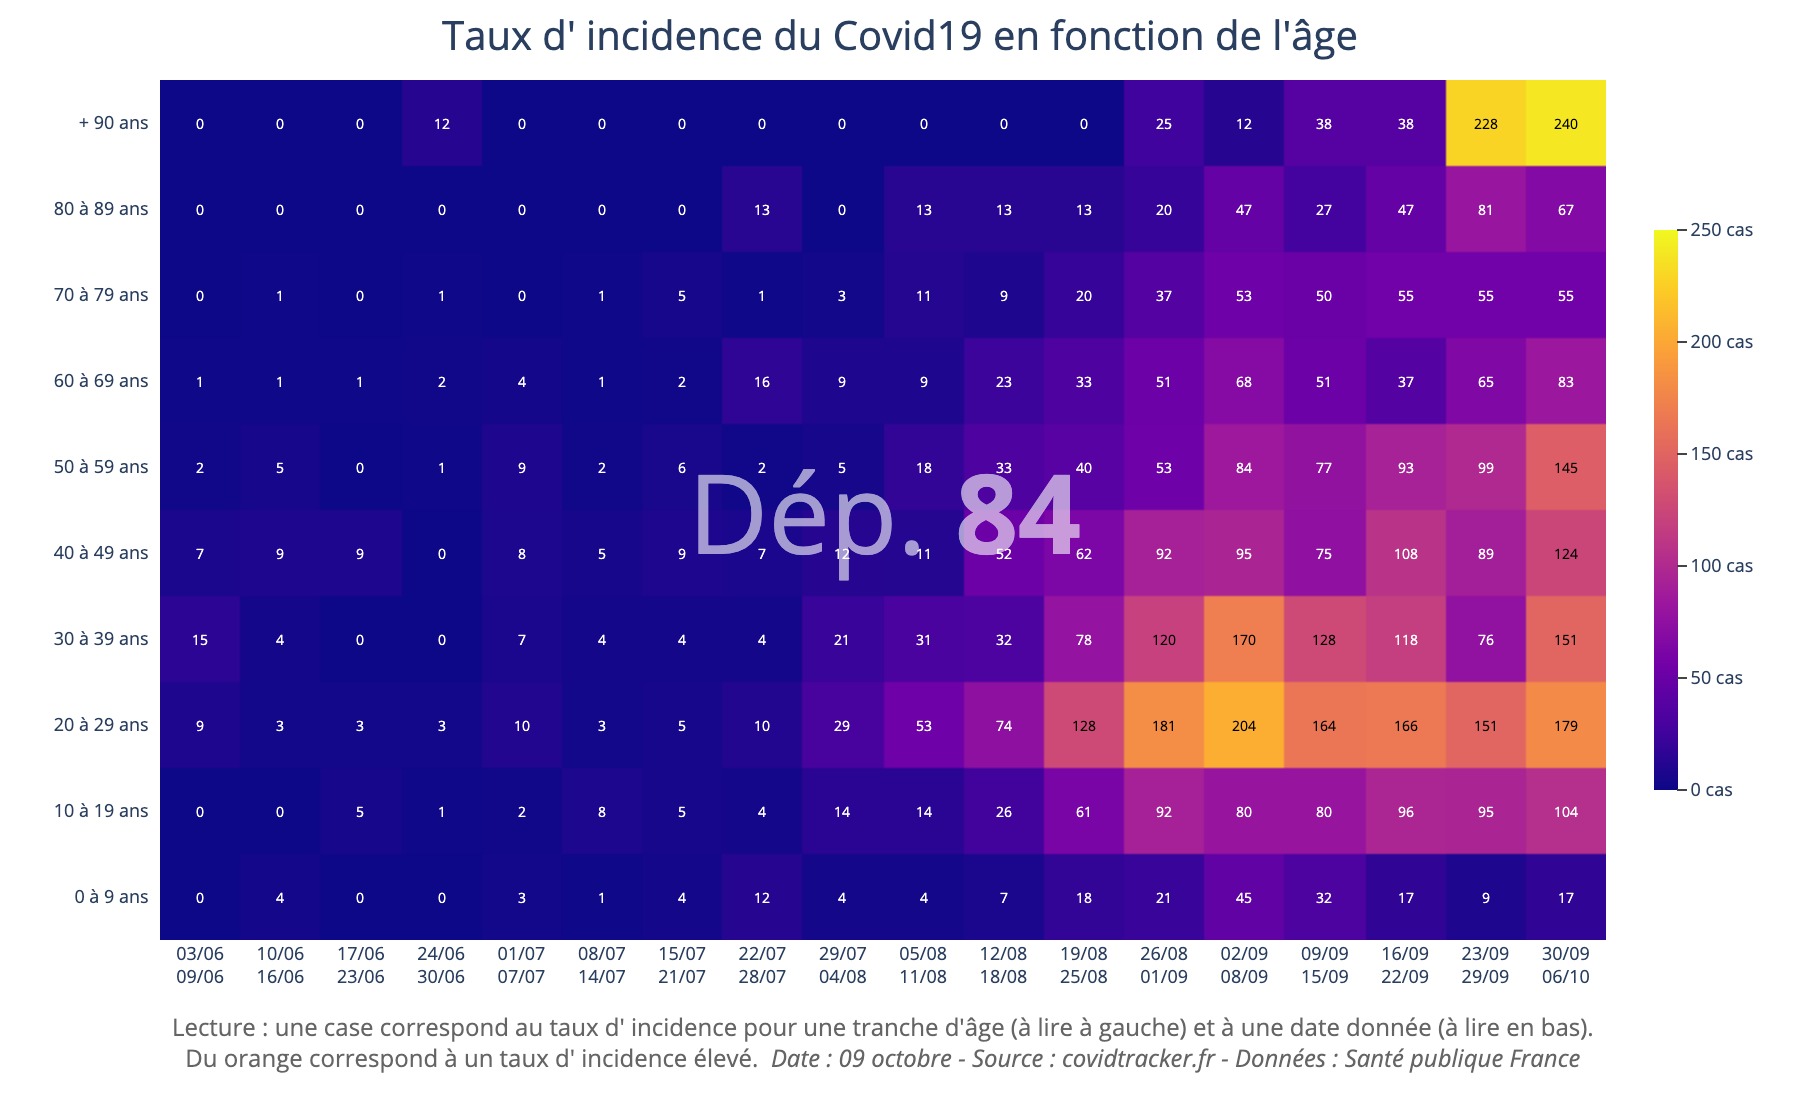 Taux d' incidence du Covid19 en fonction de l'âge
+ 90 ans 0 0 0 12 0 0 0 0 0 0 0 0 25 12 38 38 228 240
80 à 89 ans 0 0 0 0 0 0 0 13 0 13 13 13 20 47 27 47 81 67
70 à 79 ans 0 1 0 1 0 1 5 1 3 11 9 20 37 53 50 55 55 55
60 à 69 ans 1 1 1 2 4 1 2 16 9 9 23 33 51 68 51 37 65 83
50 à 59 ans 2 5 0 1 9 2 6 2 5 18 33 40 53 84 77 93 99 145
Dép. 84
40 à 49 ans 7 9 9 0 8 5 9 7 12 11 52 62 92 95 75 108 89 124
30 à 39 ans 15 4 0 0 7 4 4 4 21 31 32 78 120 170 128 118 76 151
20 à 29 ans 9 3 3 3 10 3 5 10 29 53 74 128 181 204 164 166 151 179
10 à 19 ans 0 0 5 1 2 8 5 4 14 14 26 61 92 80 80 96 95 104
0 à 9 ans 0 4 0 0 3 1 4 12 4 4 7 18 21 45 32 17 9 17
03/06 10/06 17/06 24/06 01/07 08/07 15/07 22/07 29/07 05/08 12/08 19/08 26/08 02/09 09/09 16/09 23/09 30/09
09/06 16/06 23/06 30/06 07/07 14/07 21/07 28/07 04/08 11/08 18/08 25/08 01/09 08/09 15/09 22/09 29/09 06/10
250 cas
200 cas
150 cas
100 cas
50 cas
0 cas
Lecture : une case correspond au taux d' incidence pour une tranche d'âge (à lire à gauche) et à une date donnée (à lire en bas).
Du orange correspond à un taux d' incidence élevé. Date : 09 octobre - Source : covidtracker.fr - Données : Santé publique France